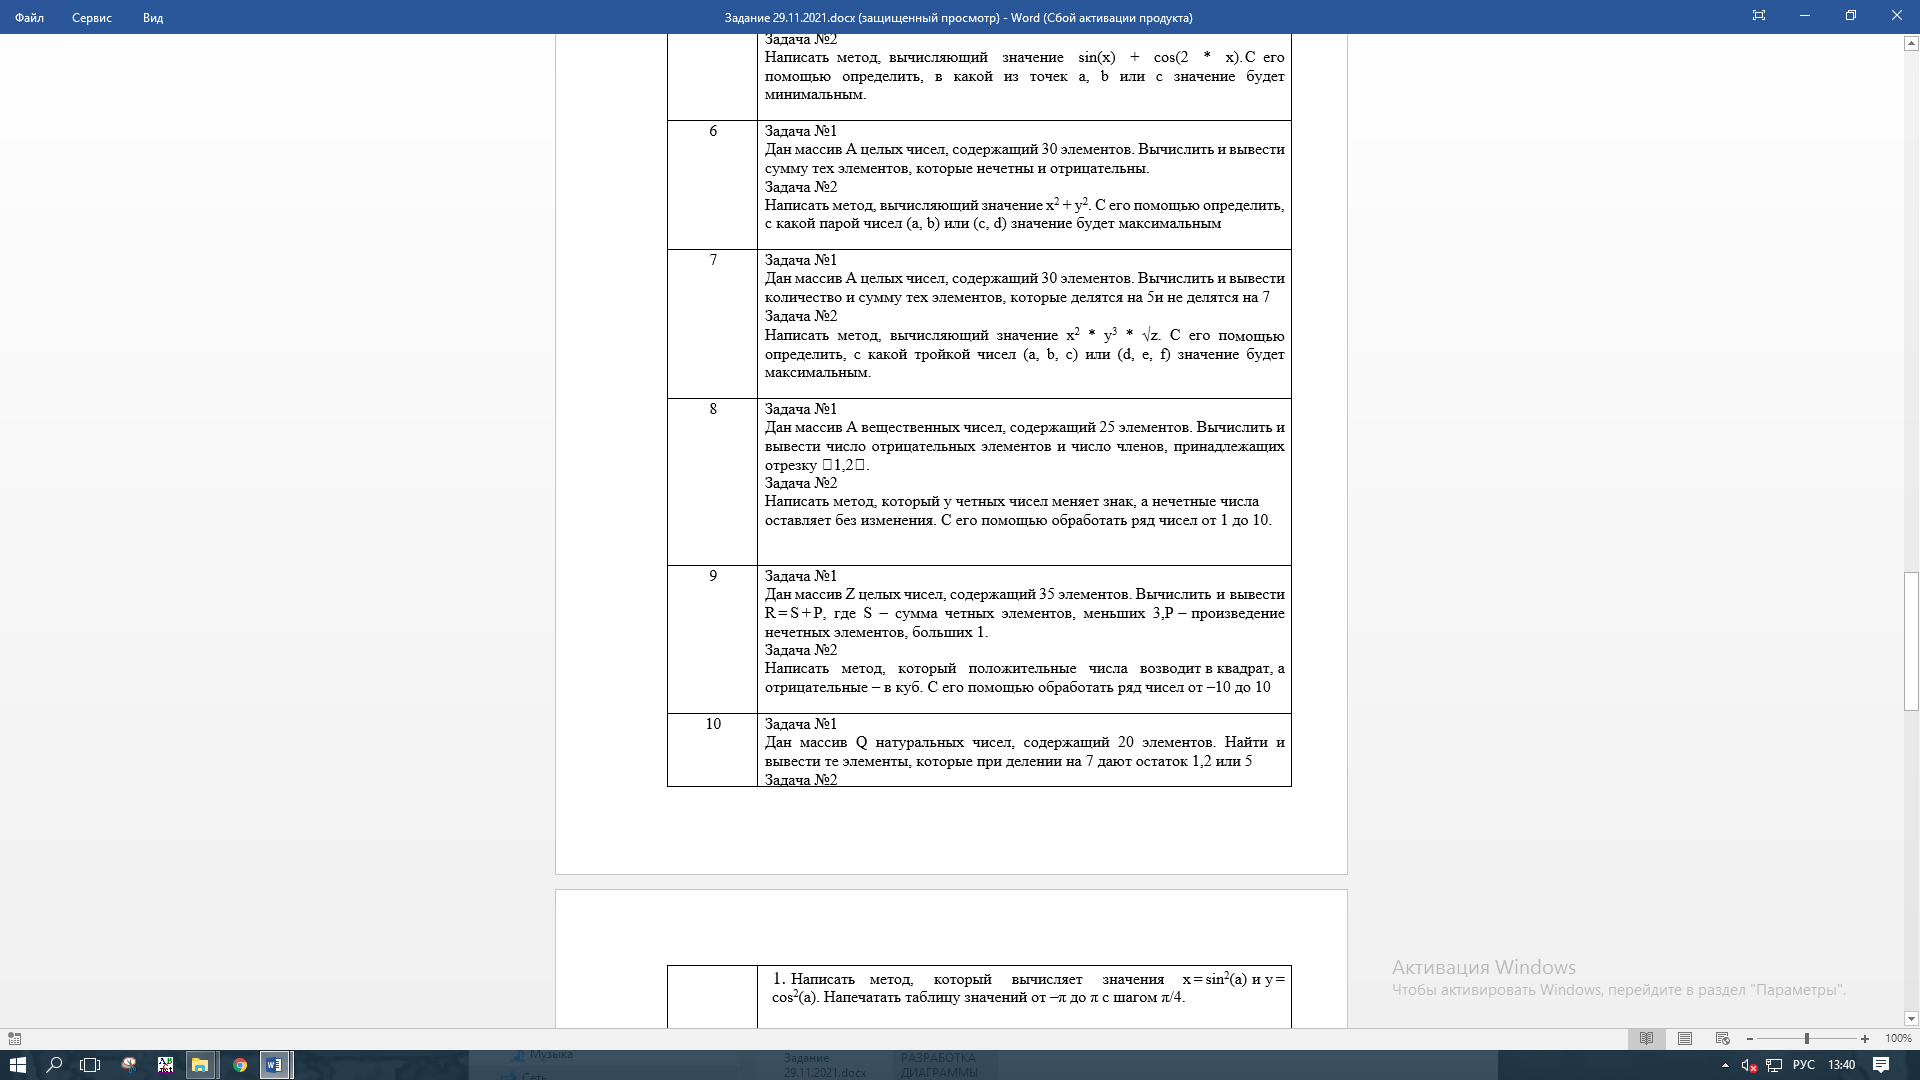 Файл Сервис Вид Задание 29.11.2021.docx (защищенный просмотр) - Word (Сбой активации продукта)
Задача №2
Написать метод, вычисляющий значение sin(x) + cos(2 * x).С его
помощью определить, в какой из точек a, b или c значение будет
минимальным.
6
Задача №1
Дан массив А целых чисел, содержащий 30 элементов. Вычислить и вывести
сумму тех элементов, которые нечетны и отрицательны.
Задача №2
Написать метод, вычисляющий значение x² + y². С его помощью определить,
с какой парой чисел (a, b) или (c, d) значение будет максимальным
7
Задача №1
Дан массив А целых чисел, содержащий 30 элементов. Вычислить и вывести
количество и сумму тех элементов, которые делятся на 5и не делятся на 7
Задача №2
Написать метод, вычисляющий значение x² * y³ * √z. С его помощью
определить, с какой тройкой чисел (a, b, c) или (d, e, f) значение будет
максимальным.
8
Задача №1
Дан массив А вещественных чисел, содержащий 25 элементов. Вычислить и
вывести число отрицательных элементов и число членов, принадлежащих
отрезку 1,2.
Задача №2
Написать метод, который у четных чисел меняет знак, а нечетные числа
оставляет без изменения. С его помощью обработать ряд чисел от 1 до 10.
9
Задача №1
Дан массив Z целых чисел, содержащий 35 элементов. Вычислить и вывести
R=S+P, где S – сумма четных элементов, меньших 3,P – произведение
нечетных элементов, больших 1.
Задача №2
Написать метод, который положительные числа возводит в квадрат, а
отрицательные – в куб. С его помощью обработать ряд чисел от –10 до 10
10
Задача №1
Дан массив Q натуральных чисел, содержащий 20 элементов. Найти и
вывести те элементы, которые при делении на 7 дают остаток 1,2 или 5
Задача №2
1. Написать метод, который вычисляет значения x=sin²(a) и y=
cos²(a). Напечатать таблицу значений от –π до π с шагом π/4.
Активация Windows
Чтобы активировать Windows, перейдите в раздел "Параметры".
100%
Музыка
Сеть
Задание
29.11.2021.docx
РАЗРАБОТКА
ДИАГРАММЫ
РУС 13:40